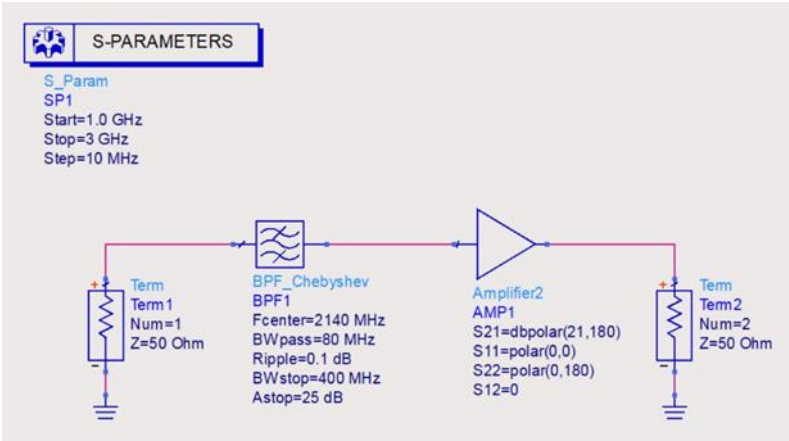 S-PARAMETERS
S_Param
SP1
Start=1.0 GHz
Stop=3 GHz
Step=10 MHz
+
Term
Term1
Num=1
Z=50 Ohm
-
BPF_Chebyshev
BPF1
Fcenter=2140 MHz
BWpass=80 MHz
Ripple=0.1 dB
BWstop=400 MHz
Astop=25 dB
Amplifier2
AMP1
S21=dbpolar(21,180)
S11=polar(0,0)
S22=polar(0,180)
S12=0
+
Term
Term2
Num=2
Z=50 Ohm
-